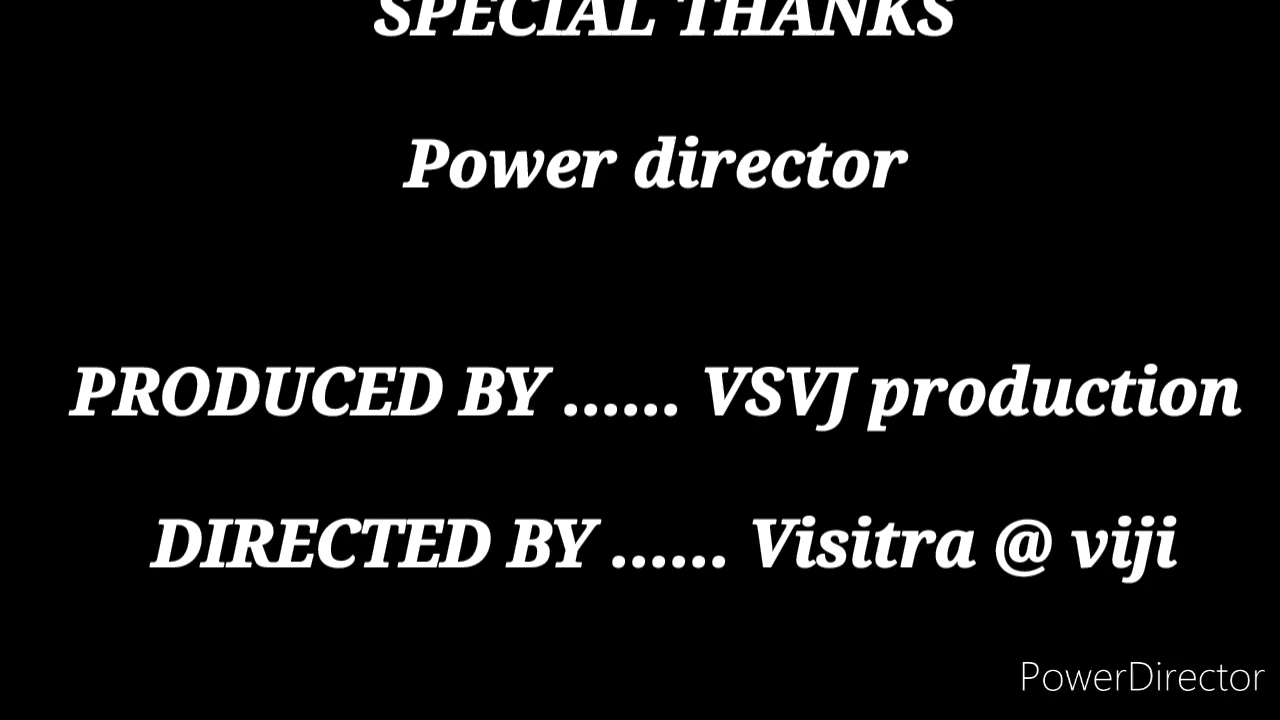 SPECIAL THANKS
Power director
PRODUCED BY ...... VSVJ production
DIRECTED BY ...... Visitra @ viji
PowerDirector